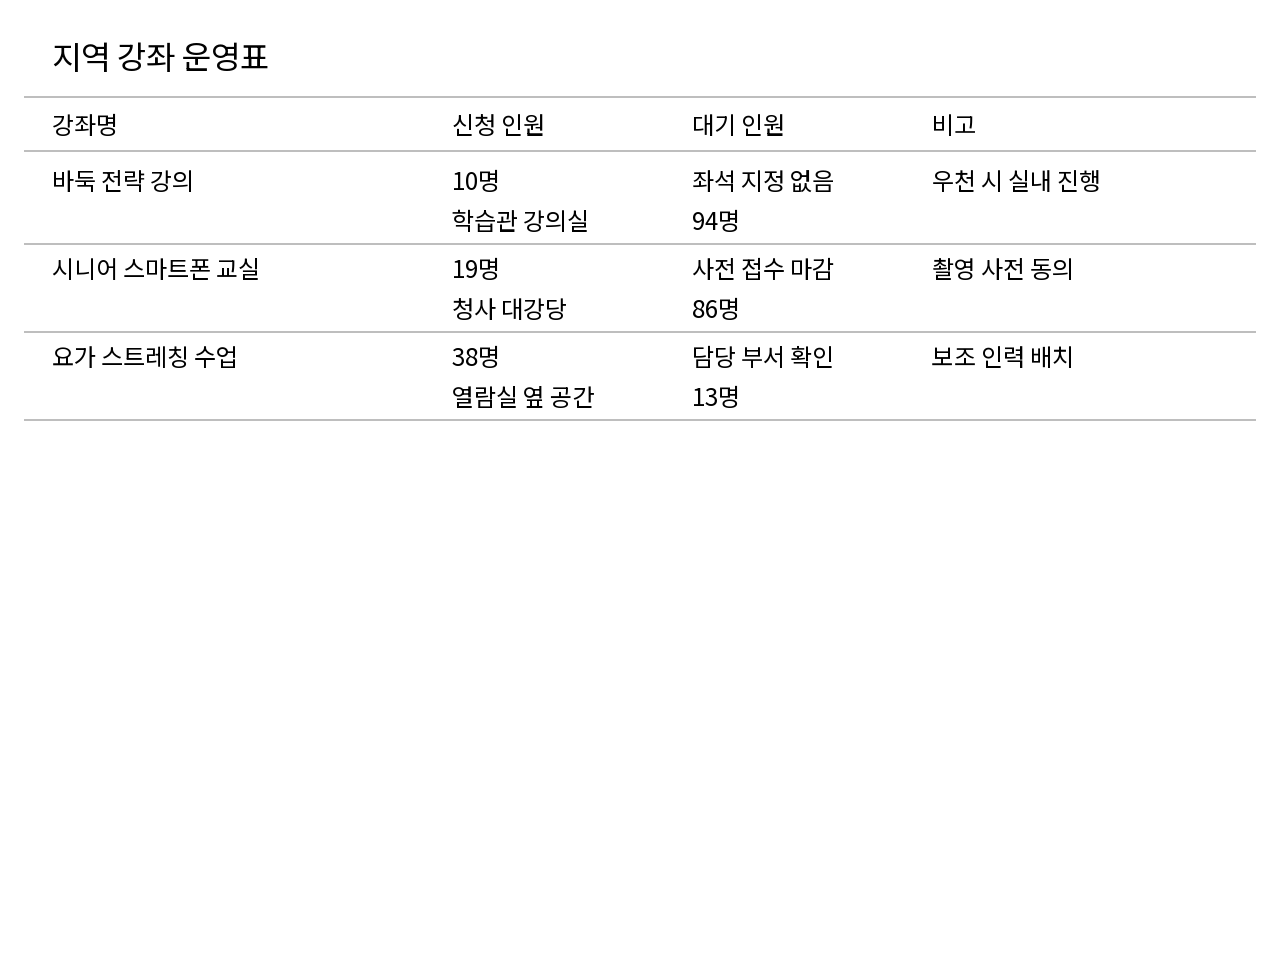 지역 강좌 운영표
강좌명 신청 인원 대기 인원 비고
바둑 전략 강의 10명 좌석 지정 없음 우천 시 실내 진행
학습관 강의실 94명
시니어 스마트폰 교실 19명 사전 접수 마감 촬영 사전 동의
청사 대강당 86명
요가 스트레칭 수업 38명 담당 부서 확인 보조 인력 배치
열람실 옆 공간 13명